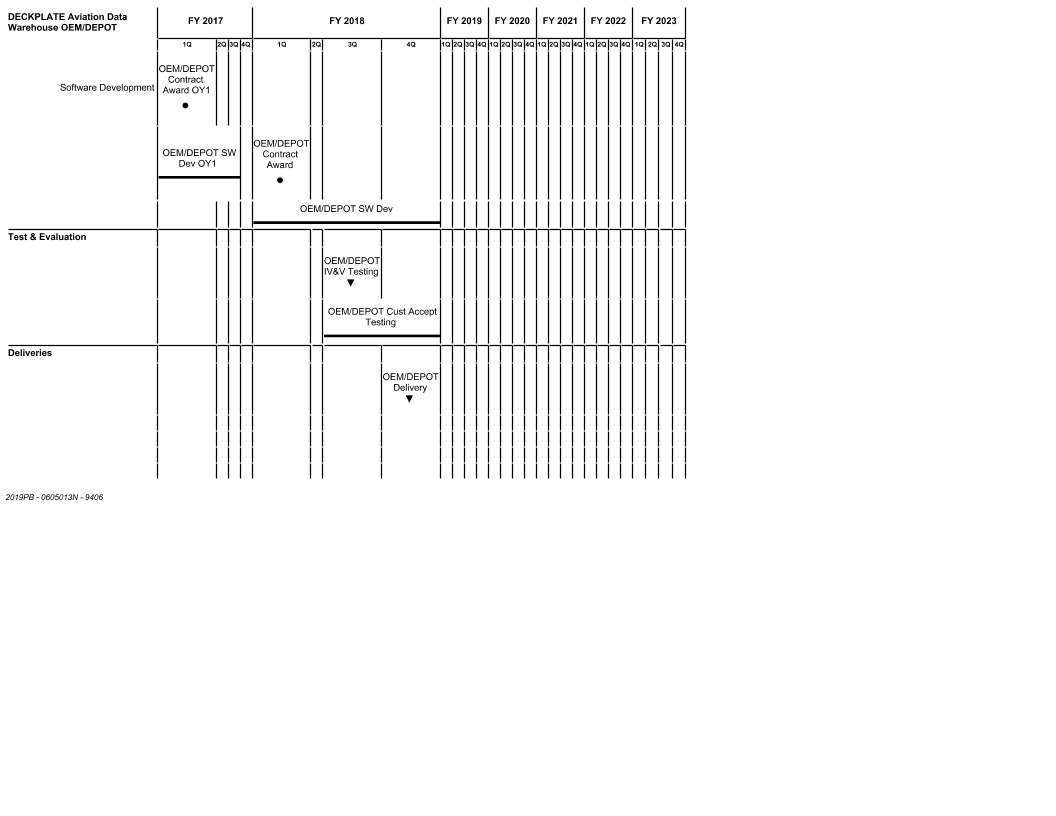 DECKPLATE Aviation Data
Warehouse OEM/DEPOT
FY 2017 FY 2018 FY 2019 FY 2020 FY 2021 FY 2022 FY 2023
1Q 2Q 3Q 4Q 1Q 2Q 3Q 4Q 1Q 2Q 3Q 4Q 1Q 2Q 3Q 4Q 1Q 2Q 3Q 4Q 1Q 2Q 3Q 4Q 1Q 2Q 3Q 4Q
Software Development
OEM/DEPOT
Contract
Award OY1
OEM/DEPOT SW
Dev OY1
OEM/DEPOT
Contract
Award
OEM/DEPOT SW Dev
Test & Evaluation
OEM/DEPOT
IV&V Testing
OEM/DEPOT Cust Accept
Testing
Deliveries
OEM/DEPOT
Delivery
2019PB - 0605013N - 9406